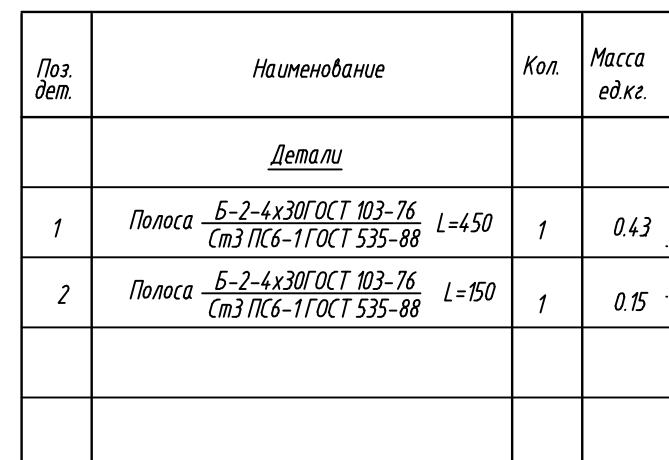 Поз. дет. Наименование Кол. Масса ед.кг.
Детали
1 Полоса Б-2-4х30ГОСТ 103-76 L=450 1 0.43
Ст3 ПС6-1 ГОСТ 535-88
2 Полоса Б-2-4х30ГОСТ 103-76 L=150 1 0.15
Ст3 ПС6-1 ГОСТ 535-88